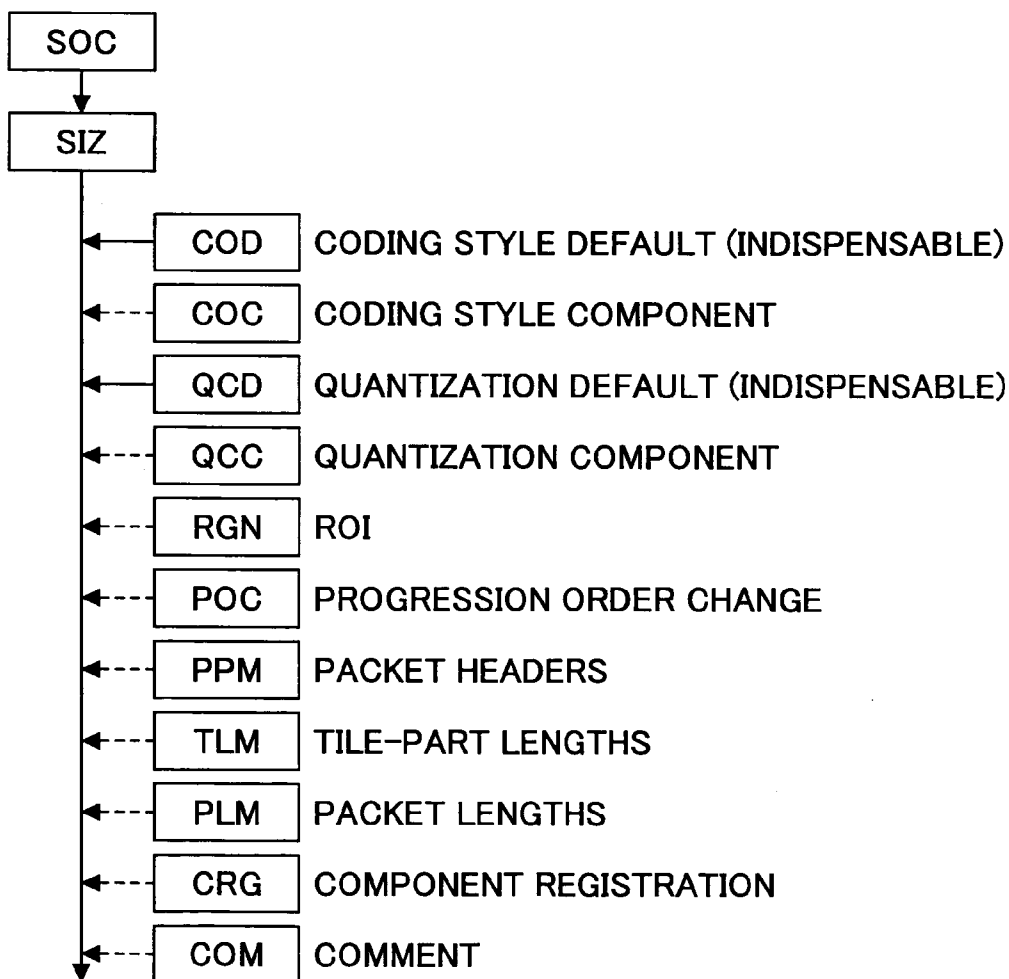 SOC
SIZ
COD CODING STYLE DEFAULT (INDISPENSABLE)
COC CODING STYLE COMPONENT
QCD QUANTIZATION DEFAULT (INDISPENSABLE)
QCC QUANTIZATION COMPONENT
RGN ROI
POC PROGRESSION ORDER CHANGE
PPM PACKET HEADERS
TLM TILE-PART LENGTHS
PLM PACKET LENGTHS
CRG COMPONENT REGISTRATION
COM COMMENT